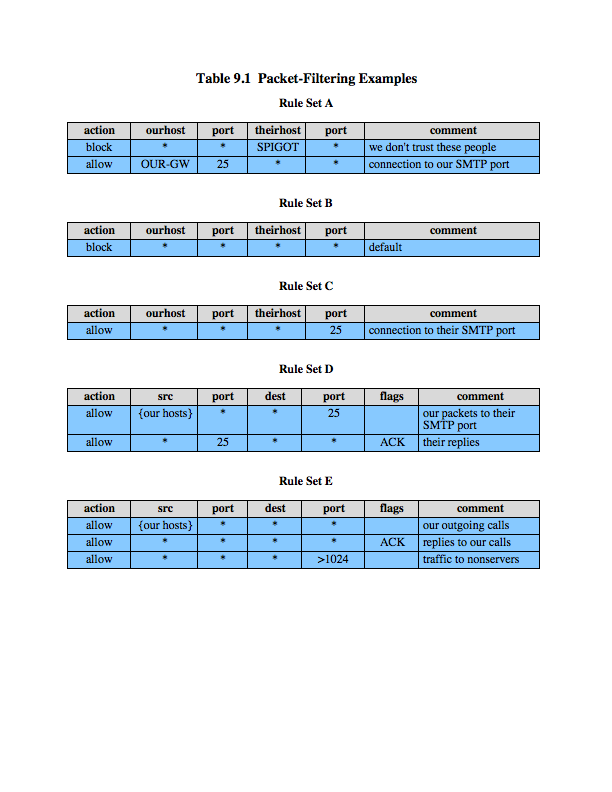 Table 9.1 Packet-Filtering Examples
Rule Set A
action ourhost port theirhost port comment
block * * SPIGOT * we don't trust these people
allow OUR-GW 25 * * connection to our SMTP port
Rule Set B
action ourhost port theirhost port comment
block * * * * default
Rule Set C
action ourhost port theirhost port comment
allow * * * 25 connection to their SMTP port
Rule Set D
action src port dest port flags comment
allow {our hosts} * * 25 our packets to their
SMTP port
allow * 25 * * ACK their replies
Rule Set E
action src port dest port flags comment
allow {our hosts} * * * our outgoing calls
allow * * * * ACK replies to our calls
allow * * * >1024 traffic to nonservers